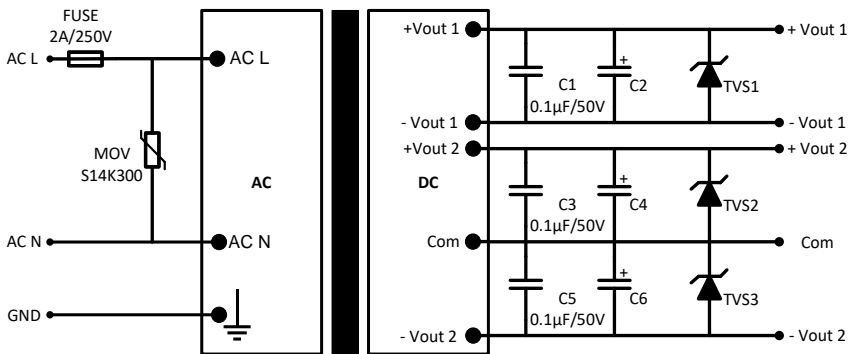 FUSE
2A/250V
AC L
AC L
MOV
S14K300
AC
AC N
AC N
GND
+Vout 1
+ Vout 1
C1
0.1µF/50V
+
C2
TVS1
- Vout 1
- Vout 1
+Vout 2
+ Vout 2
DC
C3
0.1µF/50V
+
C4
TVS2
Com
Com
C5
0.1µF/50V
+
C6
TVS3
- Vout 2
- Vout 2